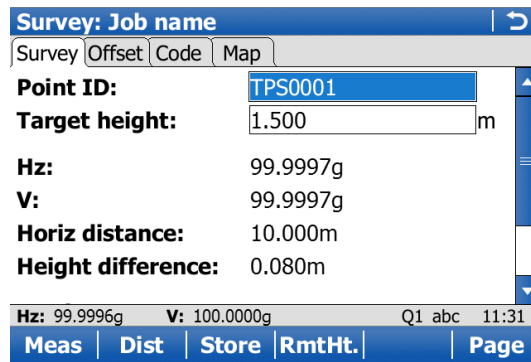 Survey: Job name
Survey Offset Code Map
Point ID: TPS0001
Target height: 1.500 m
Hz: 99.9997g
V: 99.9997g
Horiz distance: 10.000m
Height difference: 0.080m
Hz: 99.9996g V: 100.0000g Q1 abc 11:31
Meas Dist Store RmtHt. Page